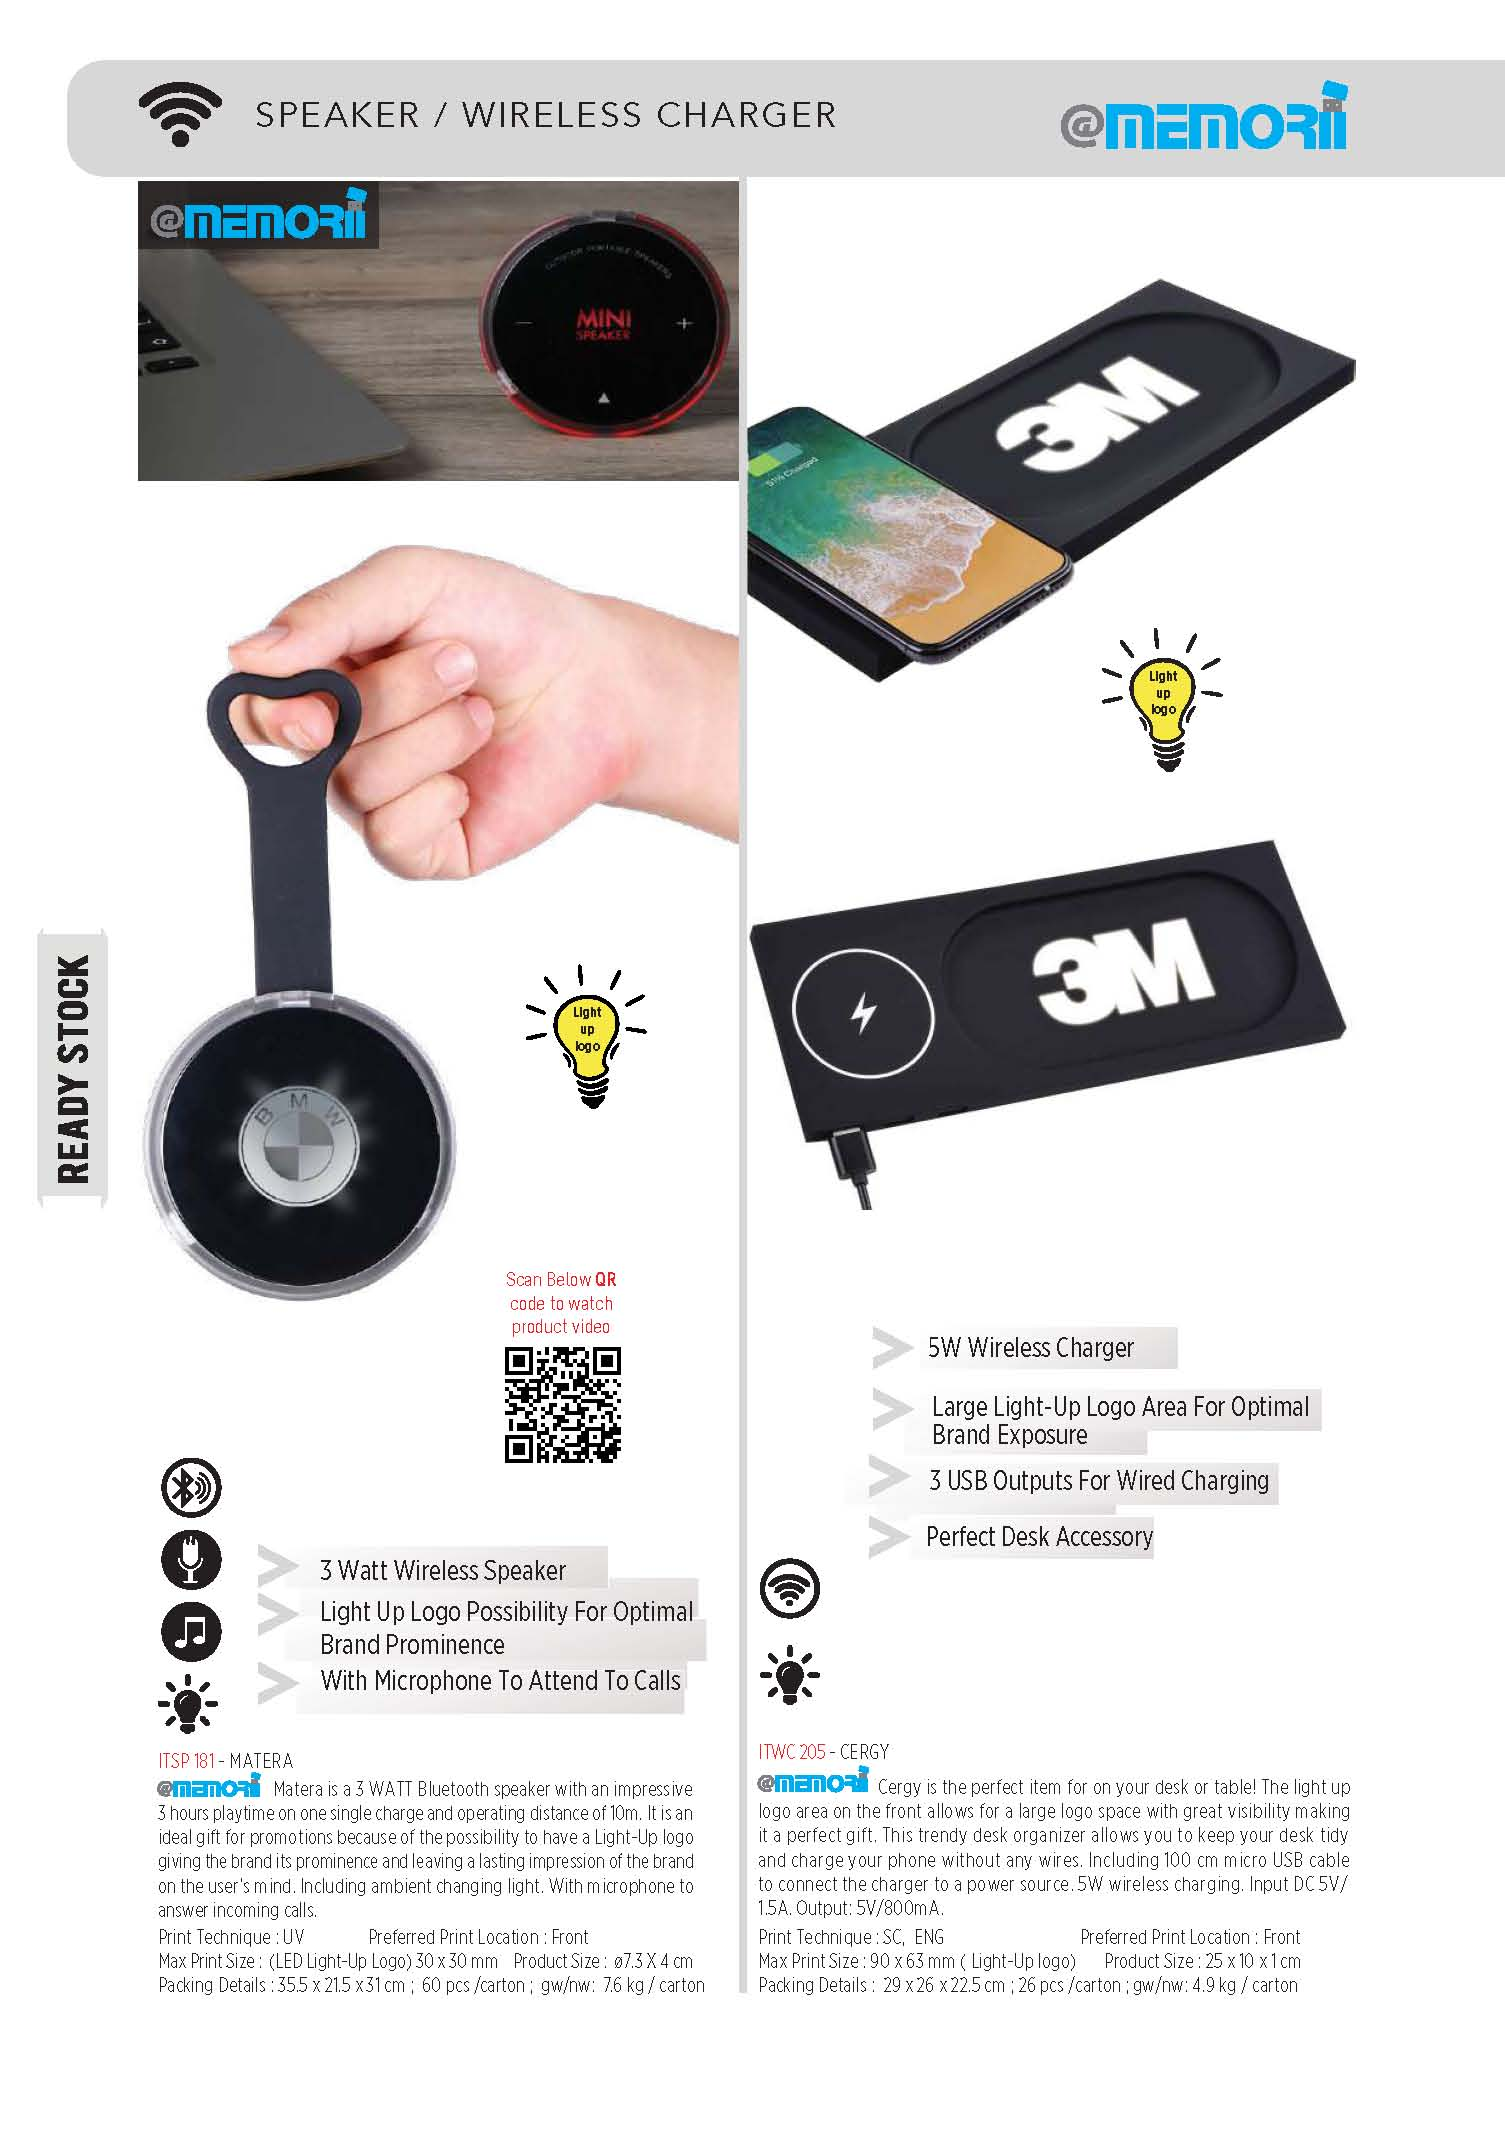 SPEAKER / WIRELESS CHARGER
@MEMORII
@MEMORII
OUTDOOR PORTABLE SPEAKERS
MINI
SPEAKER
READY STOCK
BMW
Light
up
logo
Scan Below QR
code to watch
product video
3 Watt Wireless Speaker
Light Up Logo Possibility For Optimal
Brand Prominence
With Microphone To Attend To Calls
ITSP 181 - MATERA
@MEMORII Matera is a 3 WATT Bluetooth speaker with an impressive
3 hours playtime on one single charge and operating distance of 10m. It is an
ideal gift for promotions because of the possibility to have a Light-Up logo
giving the brand its prominence and leaving a lasting impression of the brand
on the user's mind. Including ambient changing light. With microphone to
answer incoming calls.
Print Technique : UV Preferred Print Location : Front
Max Print Size : (LED Light-Up Logo) 30 x 30 mm Product Size : ø7.3 X 4 cm
Packing Details : 35.5 x 21.5 x 31 cm ; 60 pcs /carton ; gw/nw: 7.6 kg / carton
3M
51% Charged
Light
up
logo
3M
5W Wireless Charger
Large Light-Up Logo Area For Optimal
Brand Exposure
3 USB Outputs For Wired Charging
Perfect Desk Accessory
ITWC 205 - CERGY
@MEMORII Cergy is the perfect item for on your desk or table! The light up
logo area on the front allows for a large logo space with great visibility making
it a perfect gift. This trendy desk organizer allows you to keep your desk tidy
and charge your phone without any wires. Including 100 cm micro USB cable
to connect the charger to a power source. 5W wireless charging. Input DC 5V/
1.5A. Output: 5V/800mA.
Print Technique : SC, ENG Preferred Print Location : Front
Max Print Size : 90 x 63 mm ( Light-Up logo) Product Size : 25 x 10 x 1 cm
Packing Details : 29 x 26 x 22.5 cm ; 26 pcs /carton ; gw/nw: 4.9 kg / carton